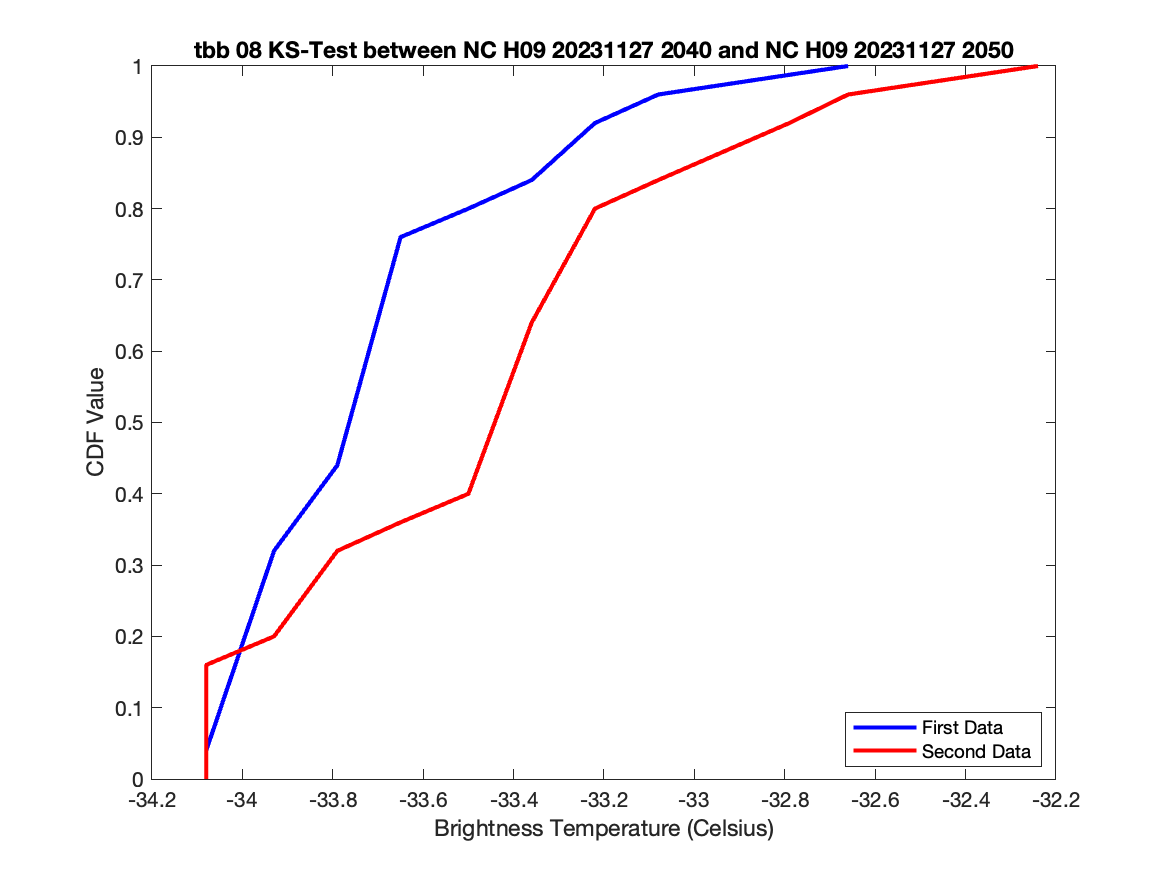 tbb 08 KS-Test between NC H09 20231127 2040 and NC H09 20231127 2050
1
0.9
0.8
0.7
0.6
0.5
0.4
0.3
0.2
0.1
0
CDF Value
First Data
Second Data
-34.2 -34 -33.8 -33.6 -33.4 -33.2 -33 -32.8 -32.6 -32.4 -32.2
Brightness Temperature (Celsius)